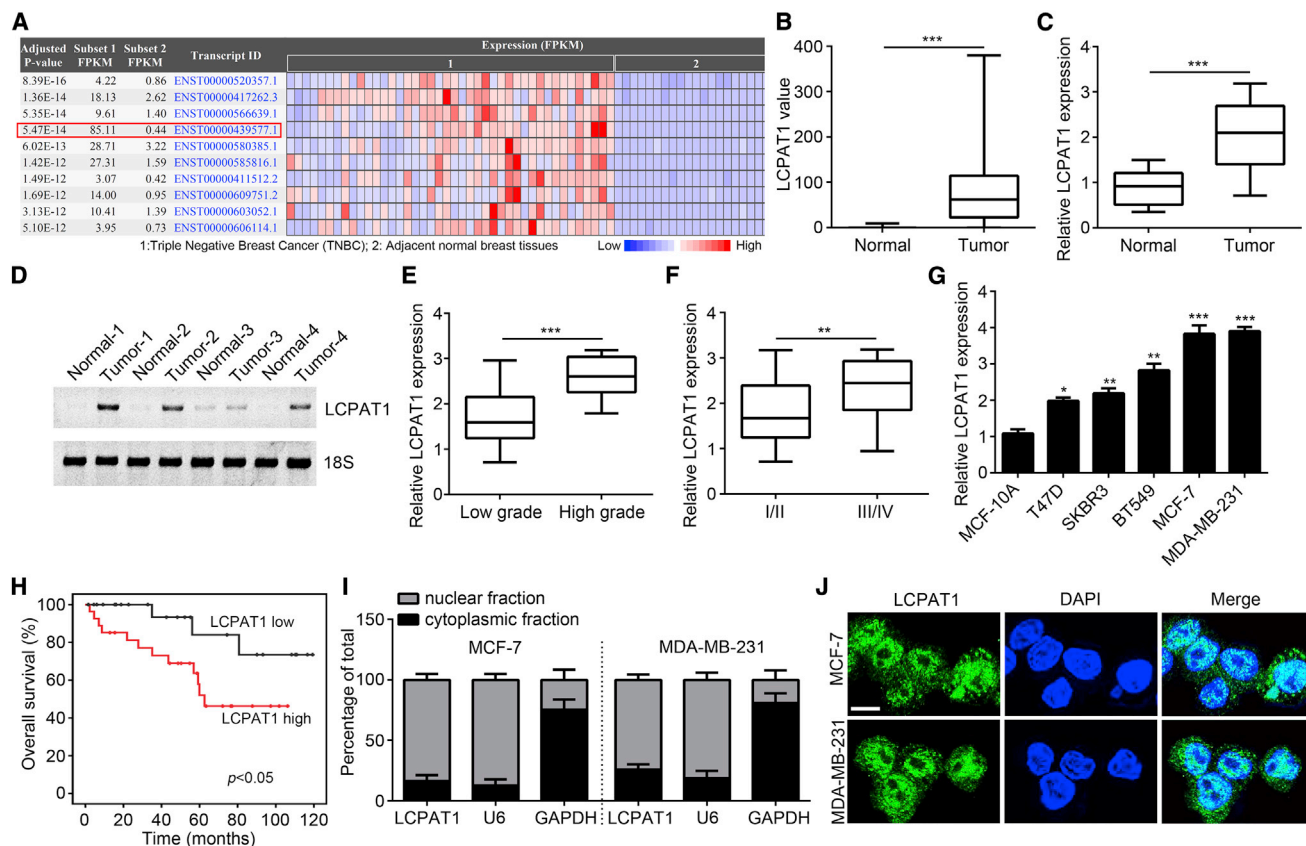 A
Adjusted P-value Subset 1 FPKM Subset 2 FPKM Transcript ID Expression (FPKM)
1 2
8.39E-16 4.22 0.86 ENST00000520357.1
1.36E-14 18.13 2.62 ENST00000417262.3
5.35E-14 9.61 1.40 ENST00000566639.1
5.47E-14 85.11 0.44 ENST00000439577.1
6.02E-13 28.71 3.22 ENST00000580385.1
1.42E-12 27.31 1.59 ENST00000585816.1
1.49E-12 3.07 0.42 ENST00000411512.2
1.69E-12 14.00 0.95 ENST00000609751.2
3.13E-12 10.41 1.39 ENST00000603052.1
5.10E-12 3.95 0.73 ENST00000606114.1
1:Triple Negative Breast Cancer (TNBC); 2: Adjacent normal breast tissues
Low High
B
LCPAT1 value
400
300
200
100
0
***
Normal Tumor
C
Relative LCPAT1 expression
4
3
2
1
0
***
Normal Tumor
D
Normal-1 Tumor-1 Normal-2 Tumor-2 Normal-3 Tumor-3 Normal-4 Tumor-4
LCPAT1
18S
E
Relative LCPAT1 expression
4
3
2
1
0
***
Low grade High grade
F
Relative LCPAT1 expression
4
3
2
1
0
**
I/II III/IV
G
Relative LCPAT1 expression
5
4
3
2
1
0
* ** ** *** ***
MCF-10A T47D SKBR3 BT549 MCF-7 MDA-MB-231
H
Overall survival (%)
100
80
60
40
20
0
LCPAT1 low
LCPAT1 high
p<0.05
0 20 40 60 80 100 120
Time (months)
I
nuclear fraction
cytoplasmic fraction
Percentage of total
150
100
50
0
MCF-7 MDA-MB-231
LCPAT1 U6 GAPDH LCPAT1 U6 GAPDH
J
LCPAT1 DAPI Merge
MCF-7
MDA-MB-231